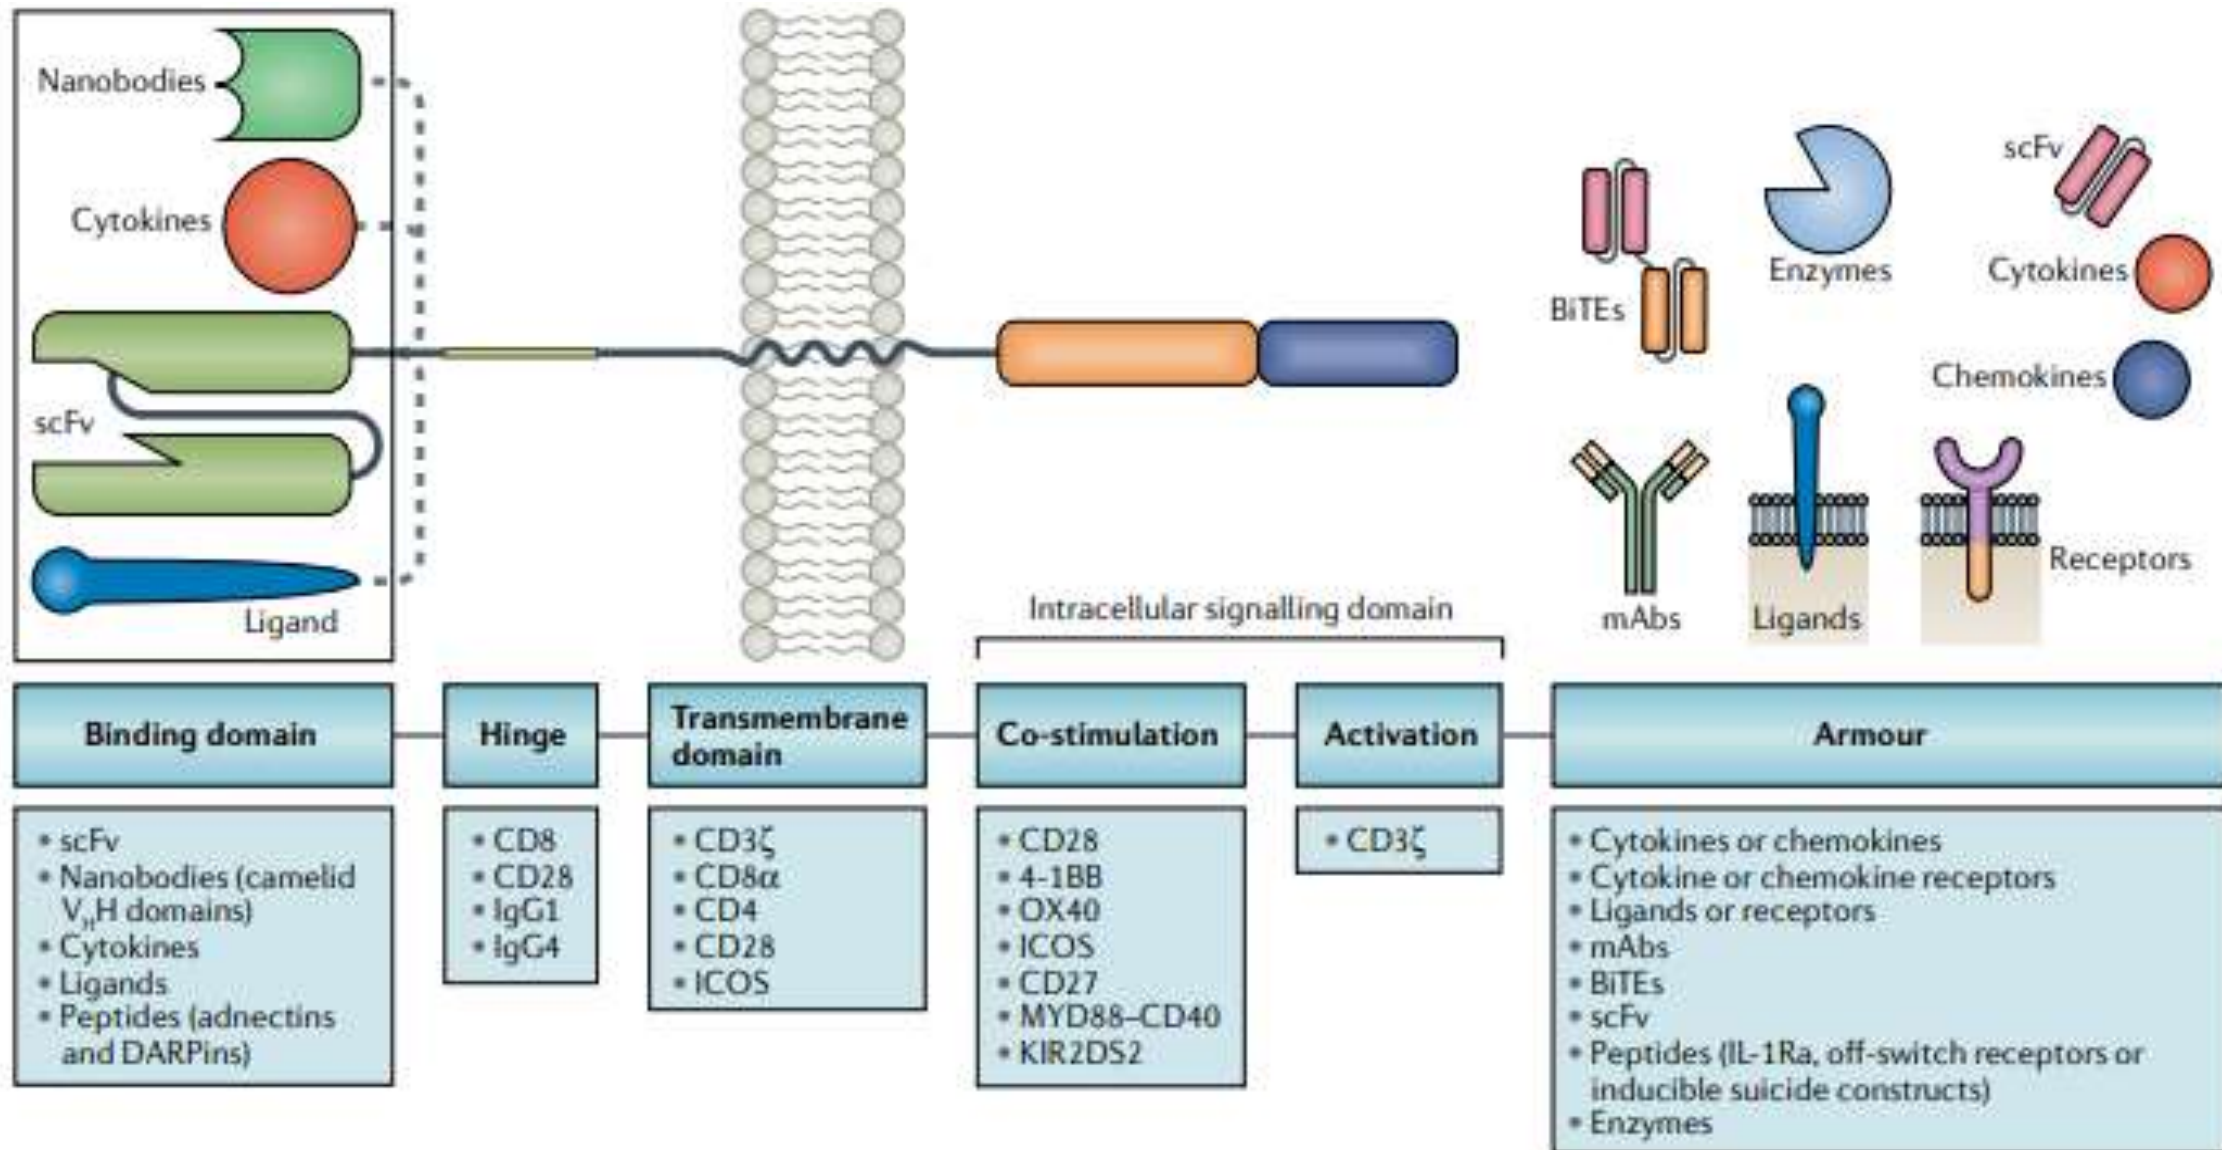 Nanobodies
Cytokines
scFv
Ligand
BiTEs
Enzymes
scFv
Cytokines
Chemokines
mAbs
Ligands
Receptors
Intracellular signalling domain
Binding domain
Hinge
Transmembrane
domain
Co-stimulation
Activation
Armour
• scFv
• Nanobodies (camelid
VHH domains)
• Cytokines
• Ligands
• Peptides (adnectins
and DARPins)
• CD8
• CD28
• IgG1
• IgG4
• CD3ζ
• CD8α
• CD4
• CD28
• ICOS
• CD28
• 4-1BB
• OX40
• ICOS
• CD27
• MYD88–CD40
• KIR2DS2
• CD3ζ
• Cytokines or chemokines
• Cytokine or chemokine receptors
• Ligands or receptors
• mAbs
• BiTEs
• scFv
• Peptides (IL-1Ra, off-switch receptors or
inducible suicide constructs)
• Enzymes